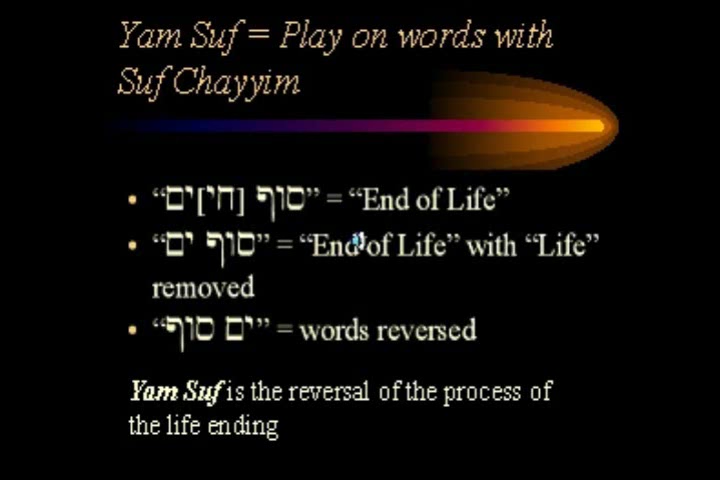 Yam Suf = Play on words with
Suf Chayyim
• “סוף [חי]ים” = “End of Life”
• “סוף ים” = “End of Life” with “Life”
removed
• “ים סוף” = words reversed
Yam Suf is the reversal of the process of
the life ending